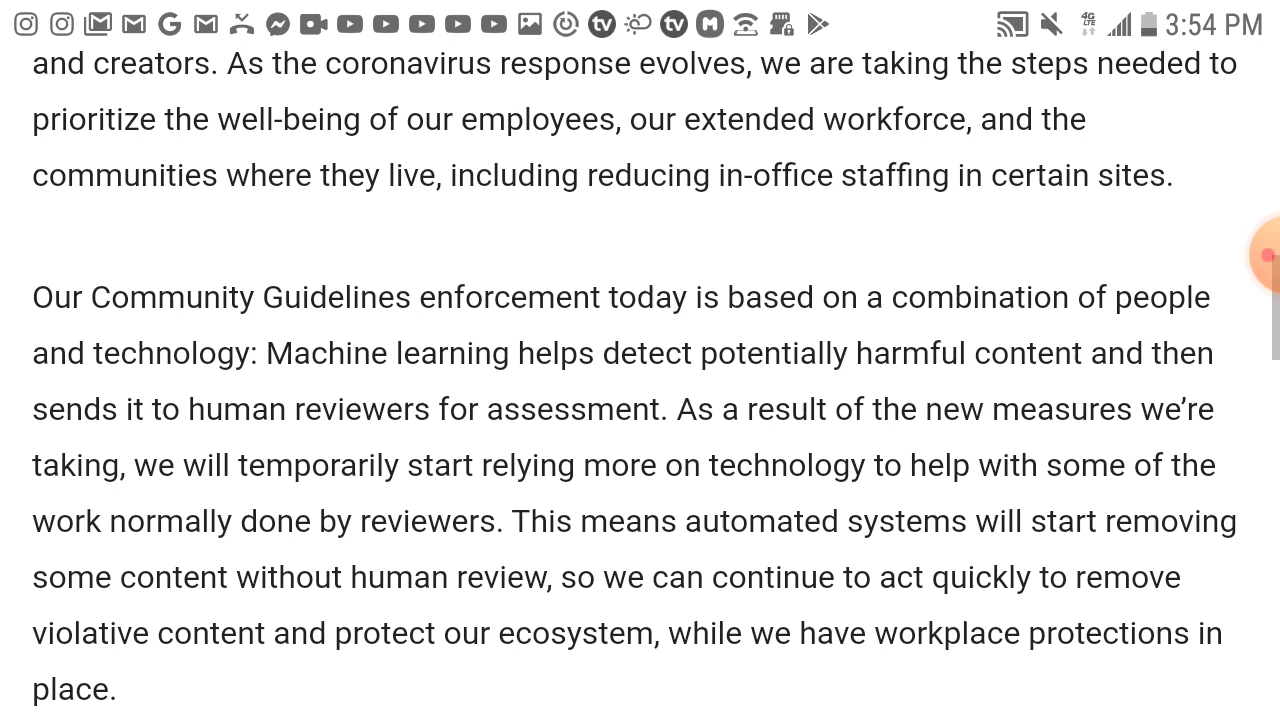 3:54 PM
and creators. As the coronavirus response evolves, we are taking the steps needed to
prioritize the well-being of our employees, our extended workforce, and the
communities where they live, including reducing in-office staffing in certain sites.
Our Community Guidelines enforcement today is based on a combination of people
and technology: Machine learning helps detect potentially harmful content and then
sends it to human reviewers for assessment. As a result of the new measures we’re
taking, we will temporarily start relying more on technology to help with some of the
work normally done by reviewers. This means automated systems will start removing
some content without human review, so we can continue to act quickly to remove
violative content and protect our ecosystem, while we have workplace protections in
place.